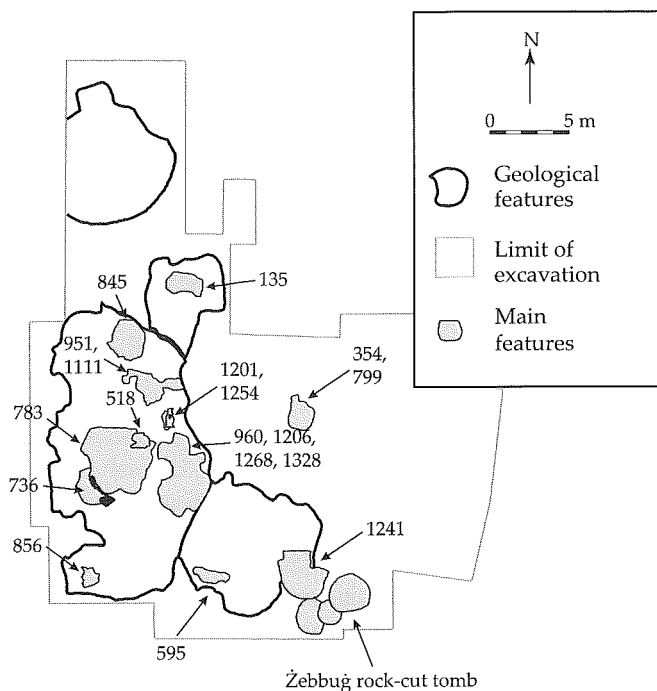 N
0 5 m
Geological
features
Limit of
excavation
Main
features
845
135
951,
1111
1201,
1254
354,
799
518
783
960, 1206,
1268, 1328
736
1241
856
595
Żebbuġ rock-cut tomb